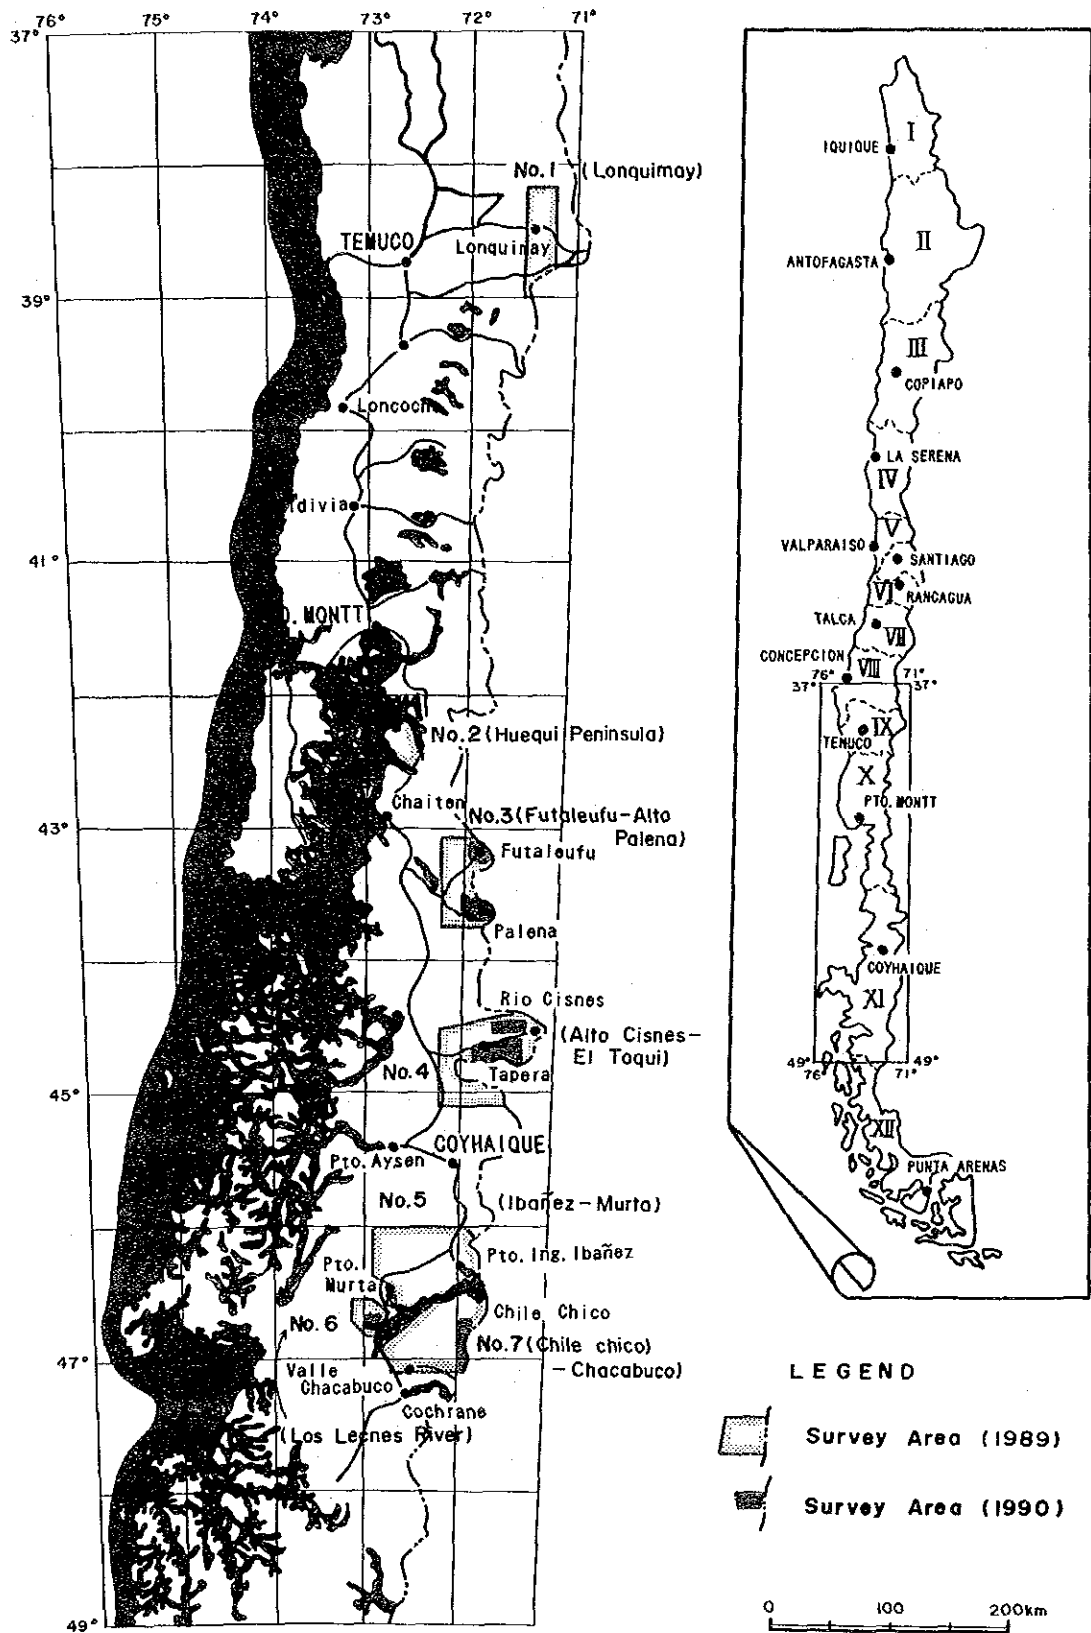 76° 75° 74° 73° 72° 71°
37°
No.1 (Lonquimay)
TEMUCO
Lonquimay
39°
Loncoch
ldivia
41°
O. MONTT
No.2 (Huequi Peninsula)
Chaiten
No.3 (Futaleufu-Alto
Palena)
43°
Futaleufu
Palena
Rio Cisnes
(Alto Cisnes-
El Toqui)
No.4
Tapera
45°
COYHAIQUE
Pto. Aysen
No.5
(Ibañez-Murta)
Pto. Ing. Ibañez
Pto.
Murta
Chile Chico
No.6
No.7 (Chile chico)
-Chacabuco)
47°
Valle
Chacabuco
Cochrane
(Los Leones River)
49°
I
IQUIQUE
II
ANTOFAGASTA
III
COPIAPO
LA SERENA
IV
V
VALPARAISO
SANTIAGO
VI
RANCAGUA
TALCA
VII
CONCEPCION
VIII
76° 71°
37° 37°
IX
TEMUCO
X
PTO. MONTT
COYHAIQUE
XI
49° 49°
76° 71°
XII
PUNTA ARENAS
LEGEND
Survey Area (1989)
Survey Area (1990)
0 100 200km